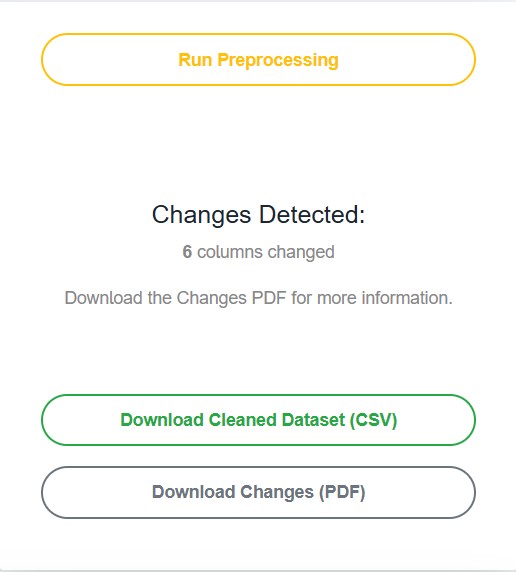 Run Preprocessing
Changes Detected:
6 columns changed
Download the Changes PDF for more information.
Download Cleaned Dataset (CSV)
Download Changes (PDF)